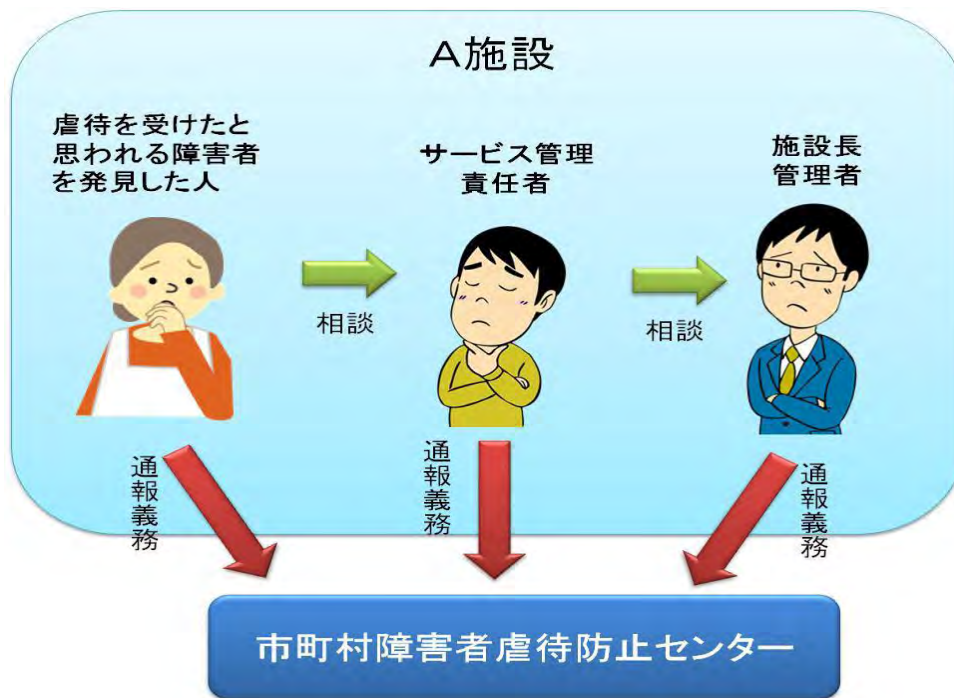 A施設
虐待を受けたと
思われる障害者
を発見した人
サービス管理
責任者
施設長
管理者
相談
相談
通報義務
通報義務
通報義務
市町村障害者虐待防止センター